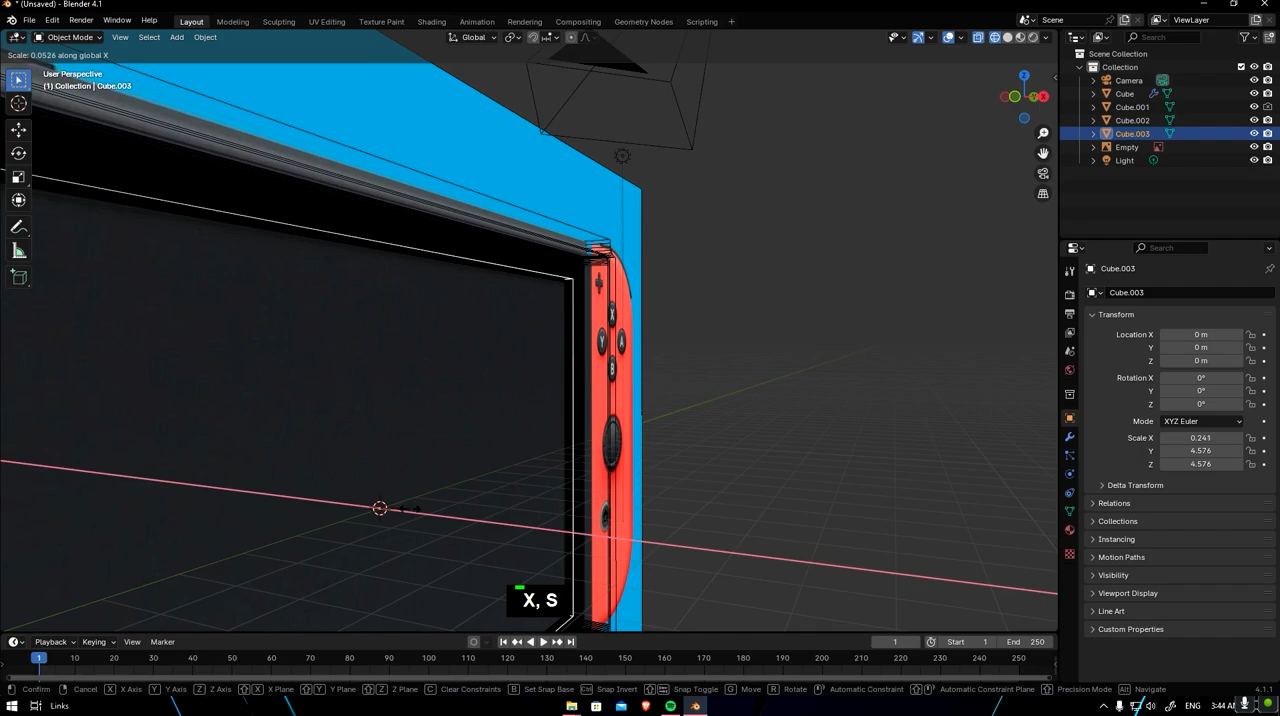 * (Unsaved) - Blender 4.1
File Edit Render Window Help Layout Modeling Sculpting UV Editing Texture Paint Shading Animation Rendering Compositing Geometry Nodes Scripting + Scene ViewLayer
Object Mode View Select Add Object Global Search
Scale: 0.0526 along global X
User Perspective
(1) Collection | Cube.003
Scene Collection
Collection
Camera
Cube
Cube.001
Cube.002
Cube.003
Empty
Light
Z
Y X
X
Y A
B
Search
Cube.003
Cube.003
Transform
Location X 0 m
Y 0 m
Z 0 m
Rotation X 0°
Y 0°
Z 0°
Mode XYZ Euler
Scale X 0.241
Y 4.576
Z 4.576
Delta Transform
Relations
Collections
Instancing
Motion Paths
Visibility
Viewport Display
Line Art
Custom Properties
X, S
Playback Keying View Marker 1 Start 1 End 250
1 10 20 30 40 50 60 70 80 90 100 110 120 130 140 150 160 170 180 190 200 210 220 230 240 250
Confirm Cancel X X Axis Y Y Axis Z Z Axis X X Plane Y Y Plane Z Z Plane C Clear Constraints B Set Snap Base Ctrl Snap Invert Snap Toggle G Move R Rotate Automatic Constraint Automatic Constraint Plane Precision Mode Alt Navigate 4.1.1
Links ENG 3:44 AM